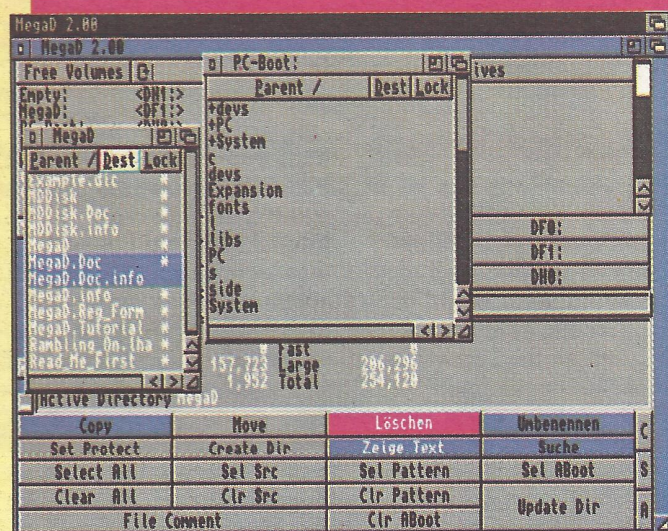 MegaD 2.00
MegaD 2.00
Free Volumes
ives
Empty: <DH1:>
MegaD: <DF1:>
PC-Boot:
Parent / Dest Lock
+devs
+PC
+System
c
devs
Expansion
fonts
l
libs
PC
s
side
System
MegaD
Parent / Dest Lock
Example.dic *
MDDisk *
MDDisk.Doc *
MDDisk.info *
MegaD *
MegaD.Doc *
MegaD.Doc.info
MegaD.info *
MegaD.Reg_Form *
MegaD.Tutorial *
Rambling_On.lha *
Read_Me_First *
DF0:
DF1:
DH0:
0 Fast 0
157,723 Large 206,296
1,952 Total 254,120
Active Directory MegaD
Copy Move Löschen Umbenennen C
Set Protect Create Dir Zeige Text Suche
Select All Sel Src Sel Pattern Sel ABoot S
Clear All Clr Src Clr Pattern Update Dir
File Comment Clr ABoot A